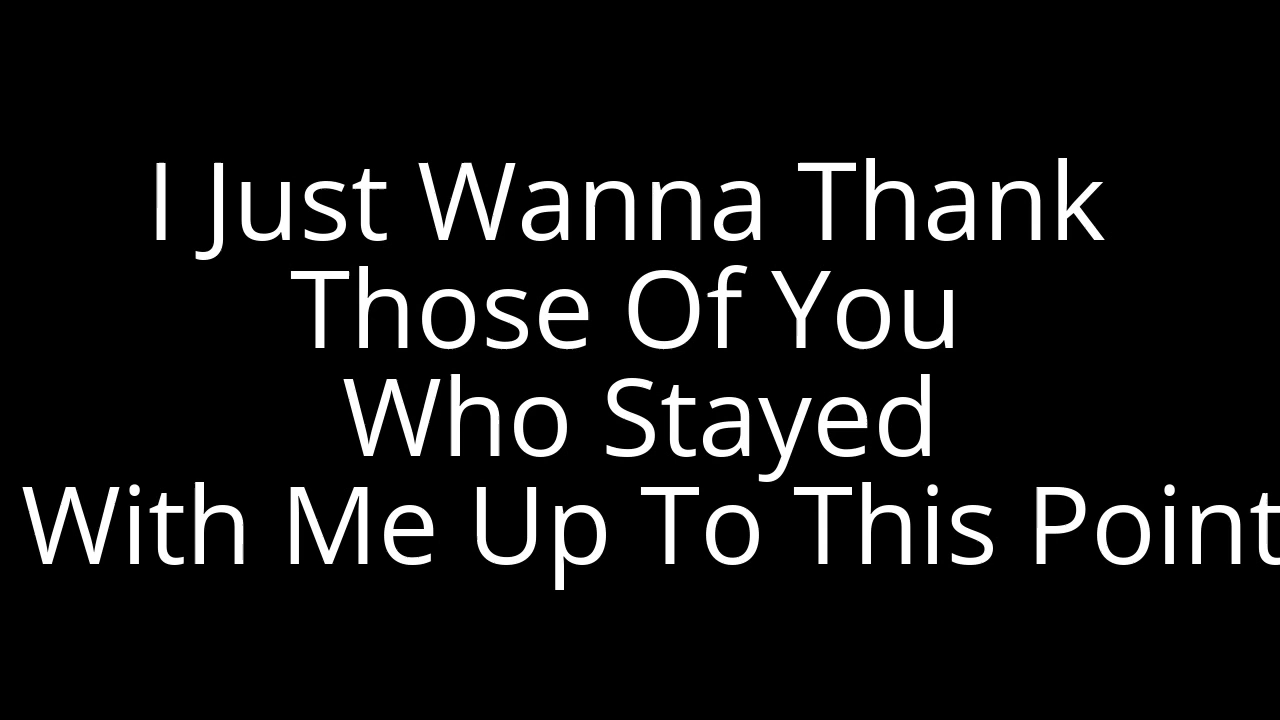 I Just Wanna Thank
Those Of You
Who Stayed
With Me Up To This Point